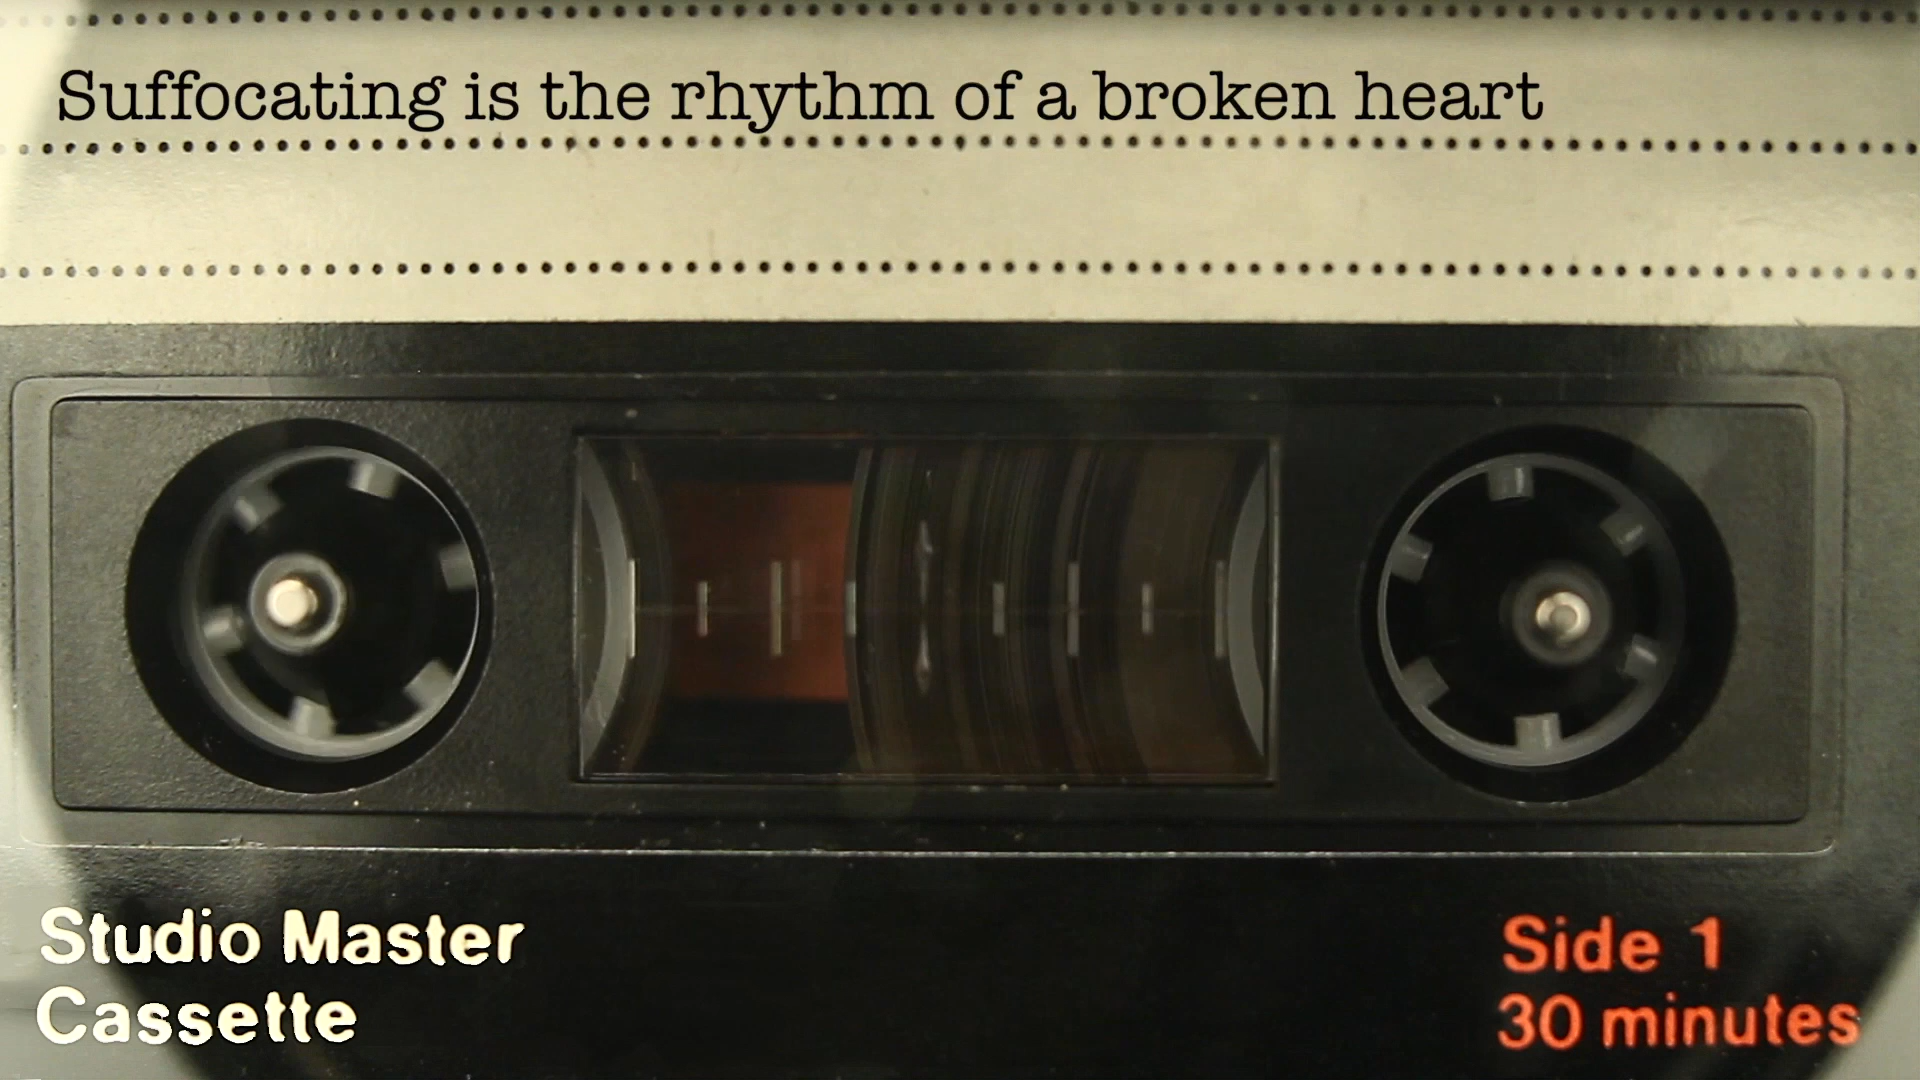 Suffocating is the rhythm of a broken heart
Studio Master
Cassette
Side 1
30 minutes